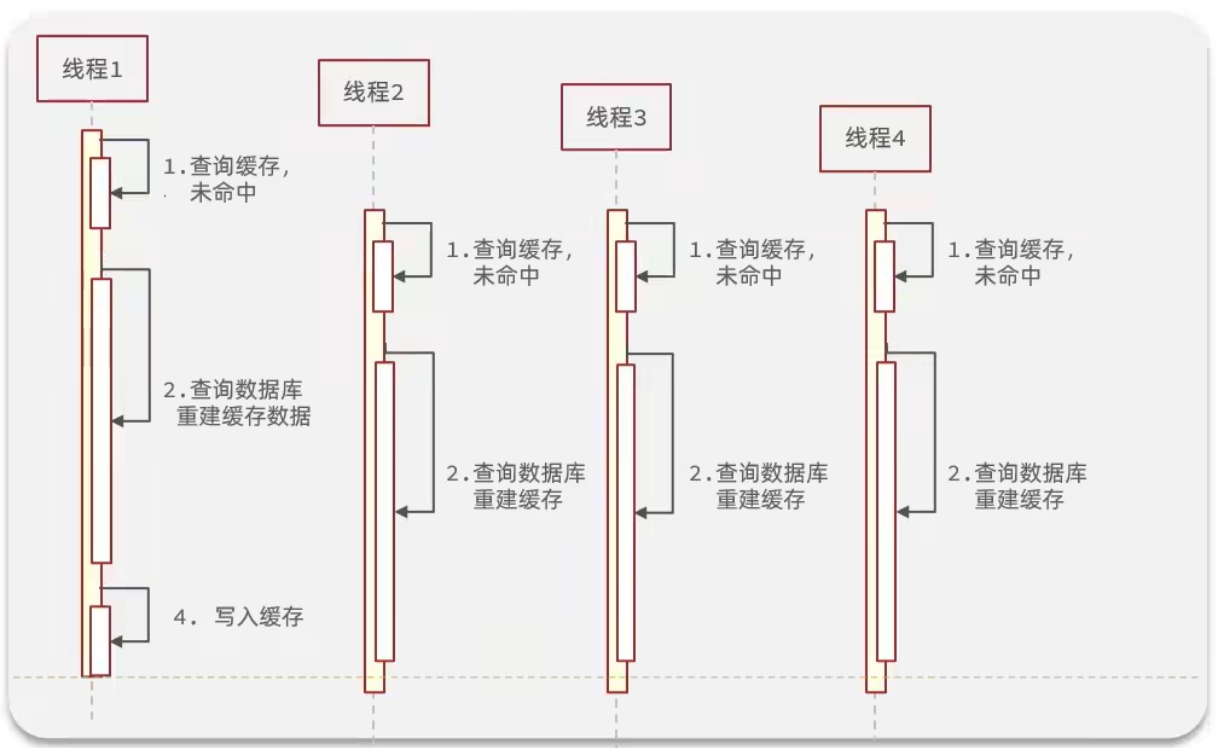 线程1
1.查询缓存,
未命中
2.查询数据库
重建缓存数据
4. 写入缓存
线程2
1.查询缓存,
未命中
2.查询数据库
重建缓存
线程3
1.查询缓存,
未命中
2.查询数据库
重建缓存
线程4
1.查询缓存,
未命中
2.查询数据库
重建缓存